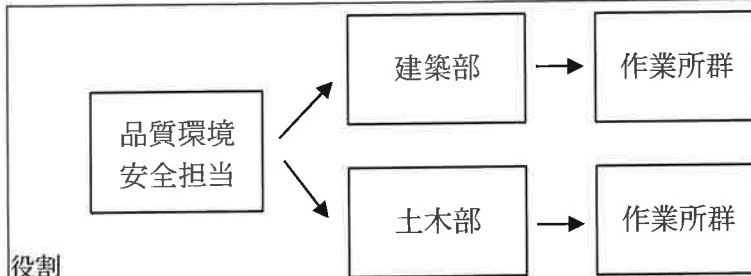 建築部
作業所群
品質環境
安全担当
土木部
作業所群
役割